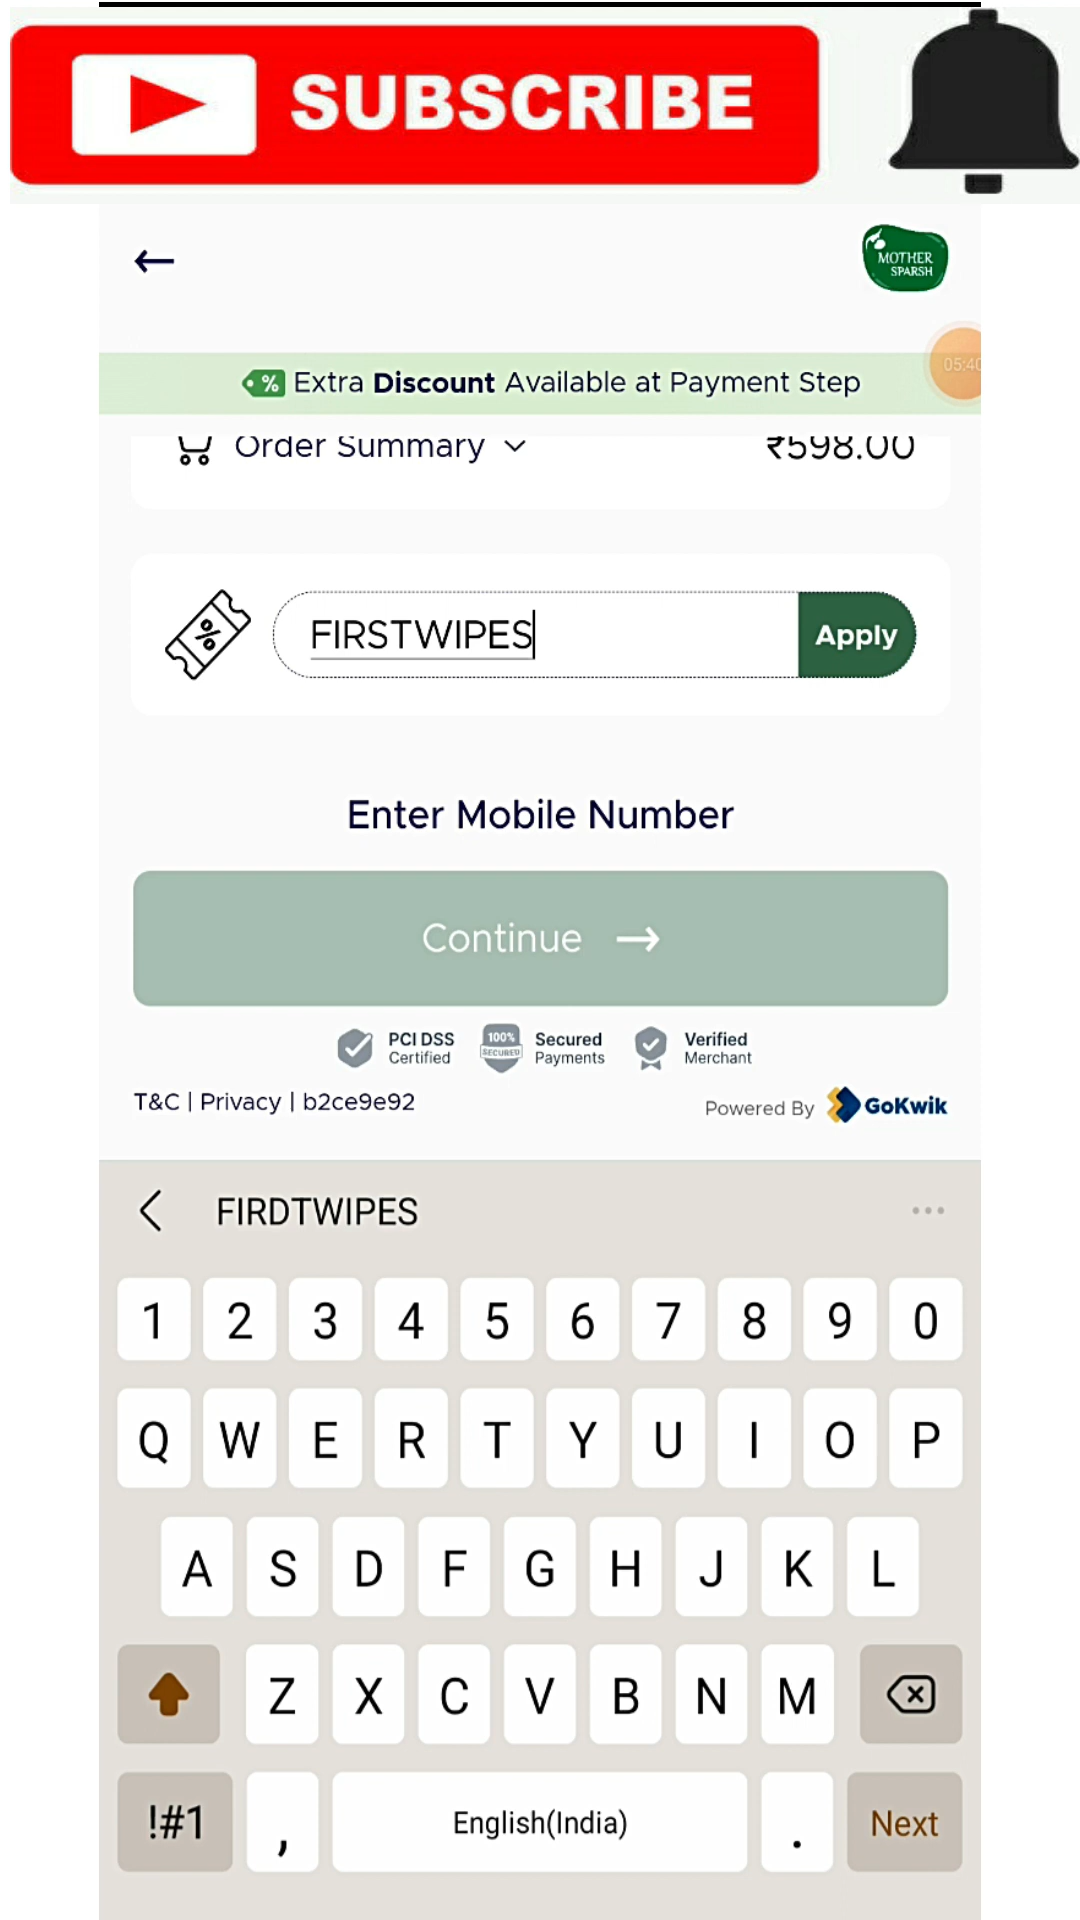 SUBSCRIBE
MOTHER
SPARSH
05:40
% Extra Discount Available at Payment Step
Order Summary ₹598.00
%
FIRSTWIPES Apply
Enter Mobile Number
Continue →
PCI DSS
Certified
100%
SECURED
Secured
Payments
Verified
Merchant
T&C | Privacy | b2ce9e92
Powered By GoKwik
FIRDTWIPES ...
1 2 3 4 5 6 7 8 9 0
Q W E R T Y U I O P
A S D F G H J K L
Z X C V B N M
!#1 , English(India) . Next